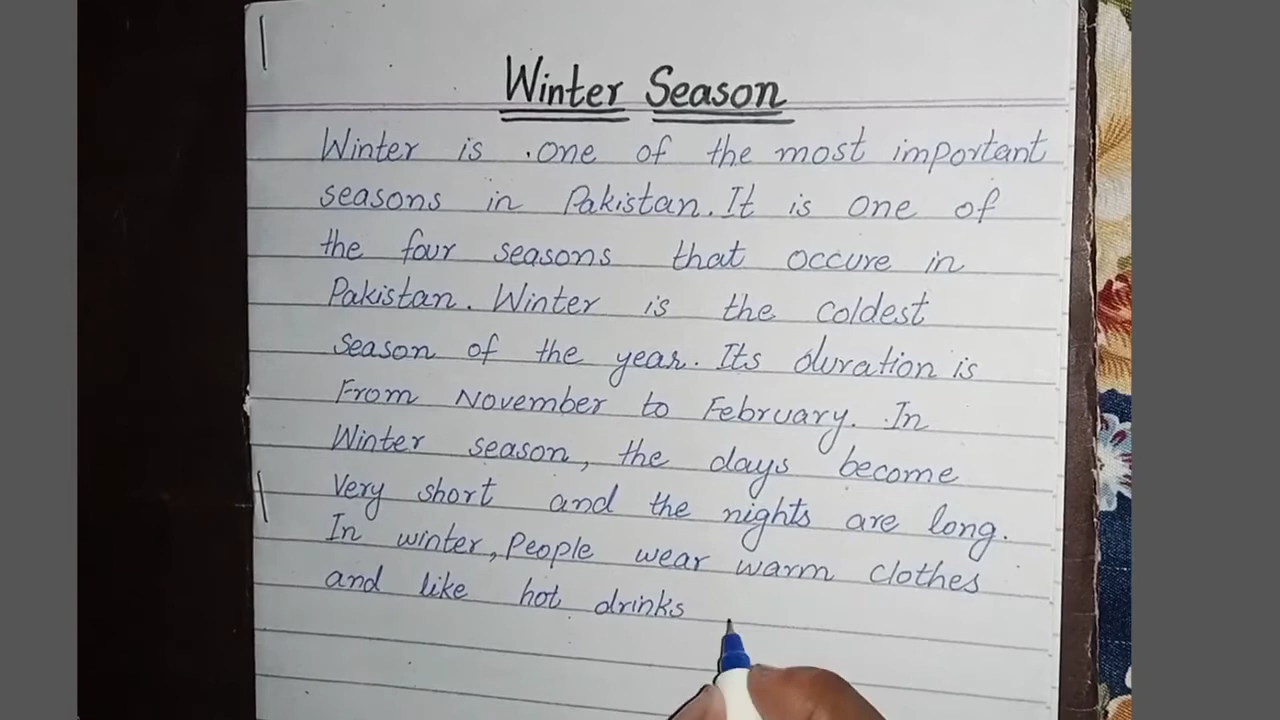 Winter Season
Winter is .one of the most important
seasons in Pakistan. It is one of
the four seasons that occure in
Pakistan. Winter is the coldest
season of the year. Its duration is
From November to February. .In
Winter season, the days become
Very short and the nights are long.
In winter, People wear warm clothes
and like hot drinks